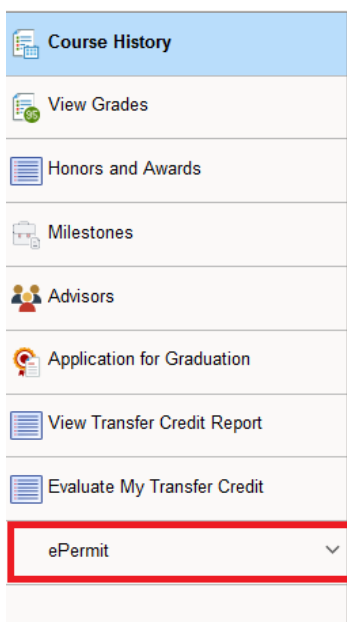 Course History
95
View Grades
Honors and Awards
Milestones
Advisors
Application for Graduation
View Transfer Credit Report
Evaluate My Transfer Credit
ePermit